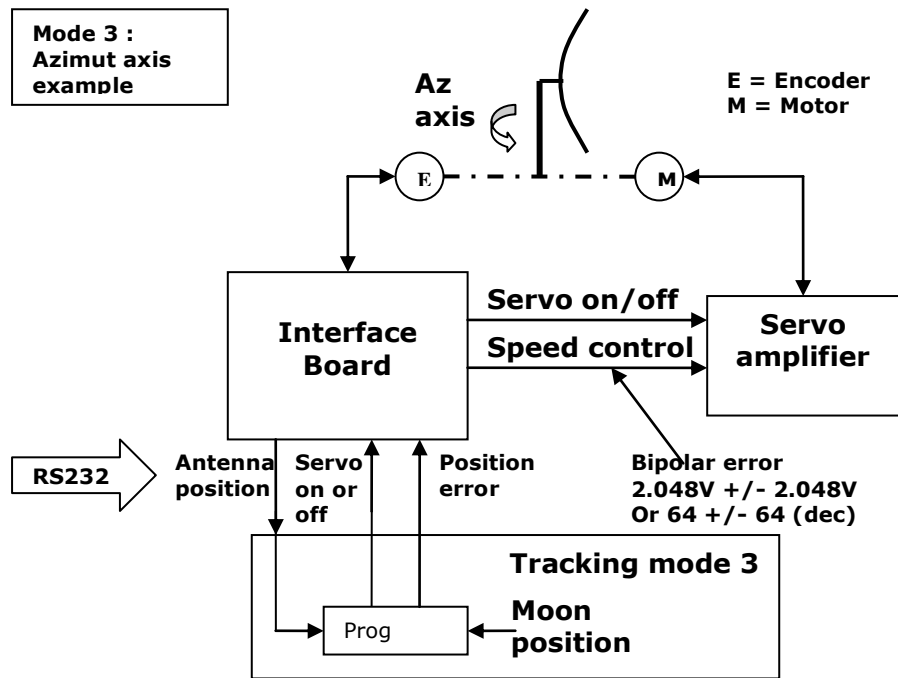 Mode 3 :
Azimut axis
example
Az
axis
E = Encoder
M = Motor
E
M
Interface
Board
Servo on/off
Speed control
Servo
amplifier
RS232
Antenna
position
Servo
on or
off
Position
error
Bipolar error
2.048V +/- 2.048V
Or 64 +/- 64 (dec)
Tracking mode 3
Prog
Moon
position